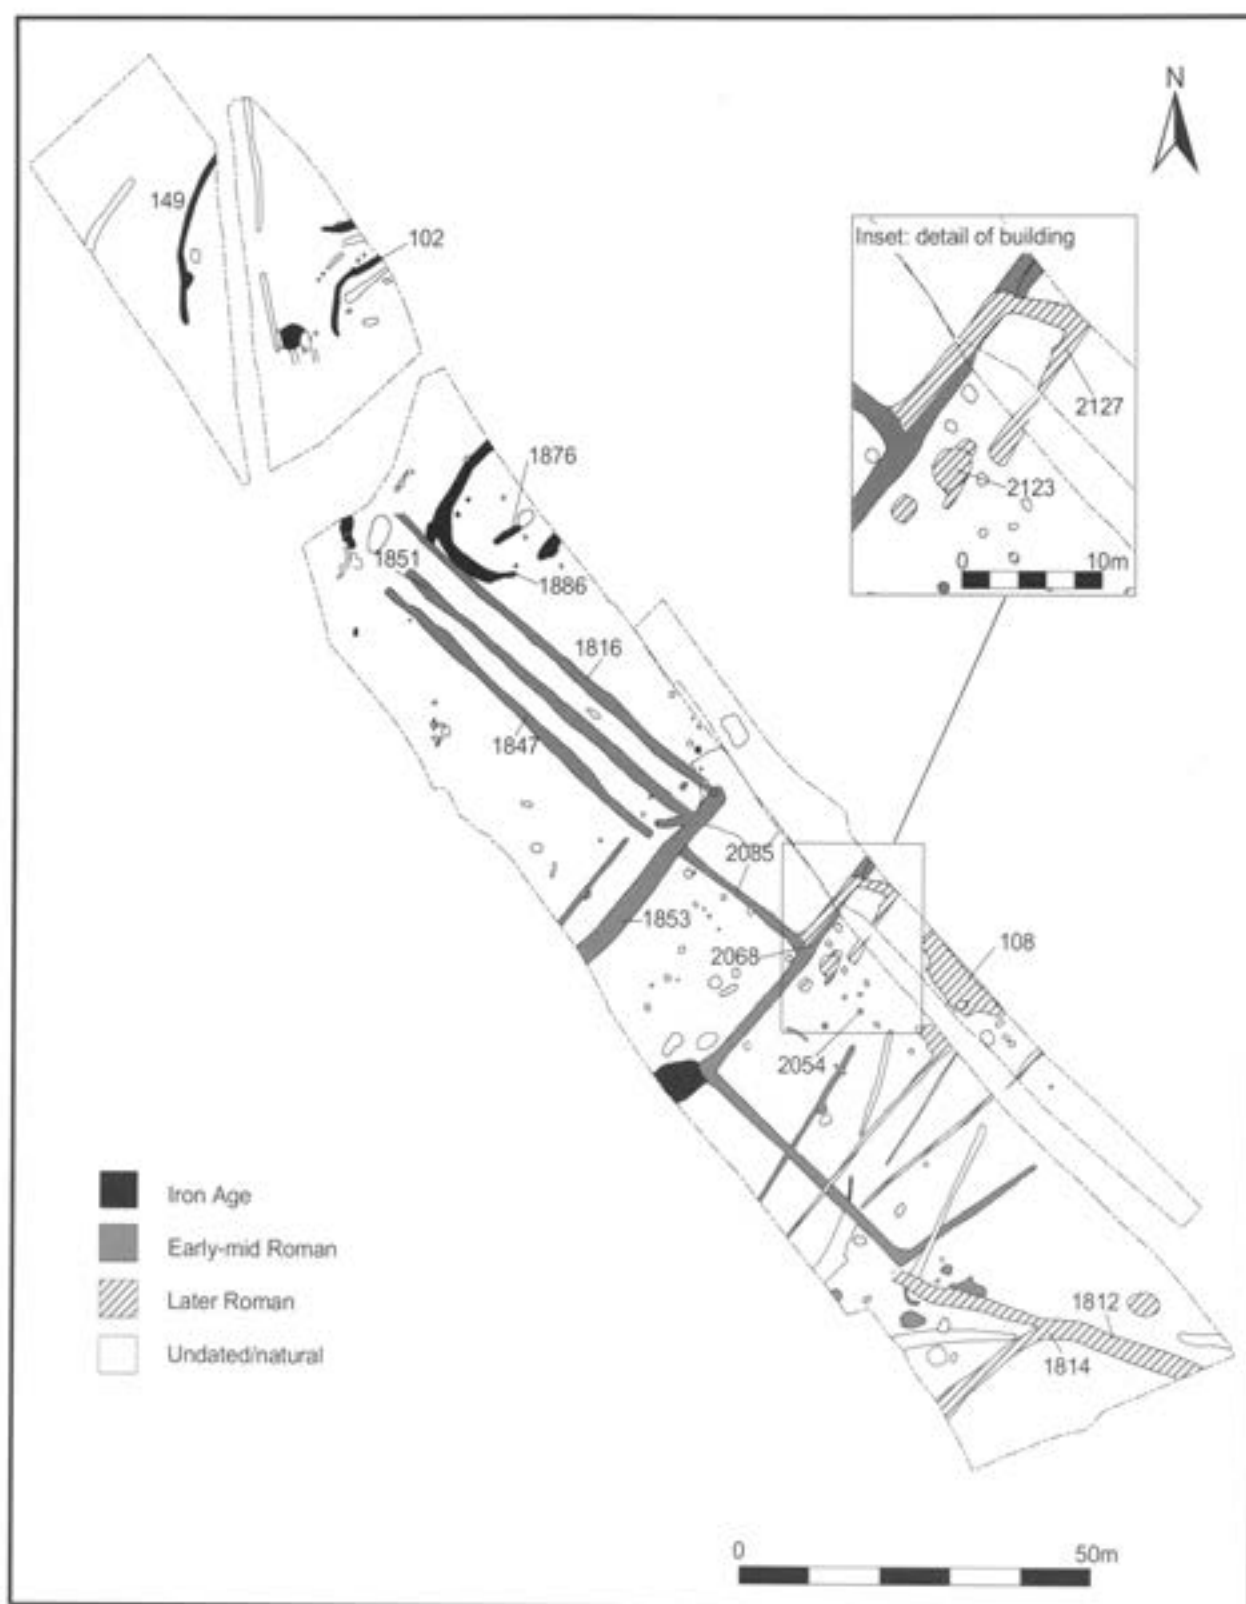 N
149
102
Inset: detail of building
2127
2123
0 10m
1876
1851
1886
1816
1847
2085
1853
2068
108
2054
Iron Age
Early-mid Roman
Later Roman
Undated/natural
1812
1814
0 50m